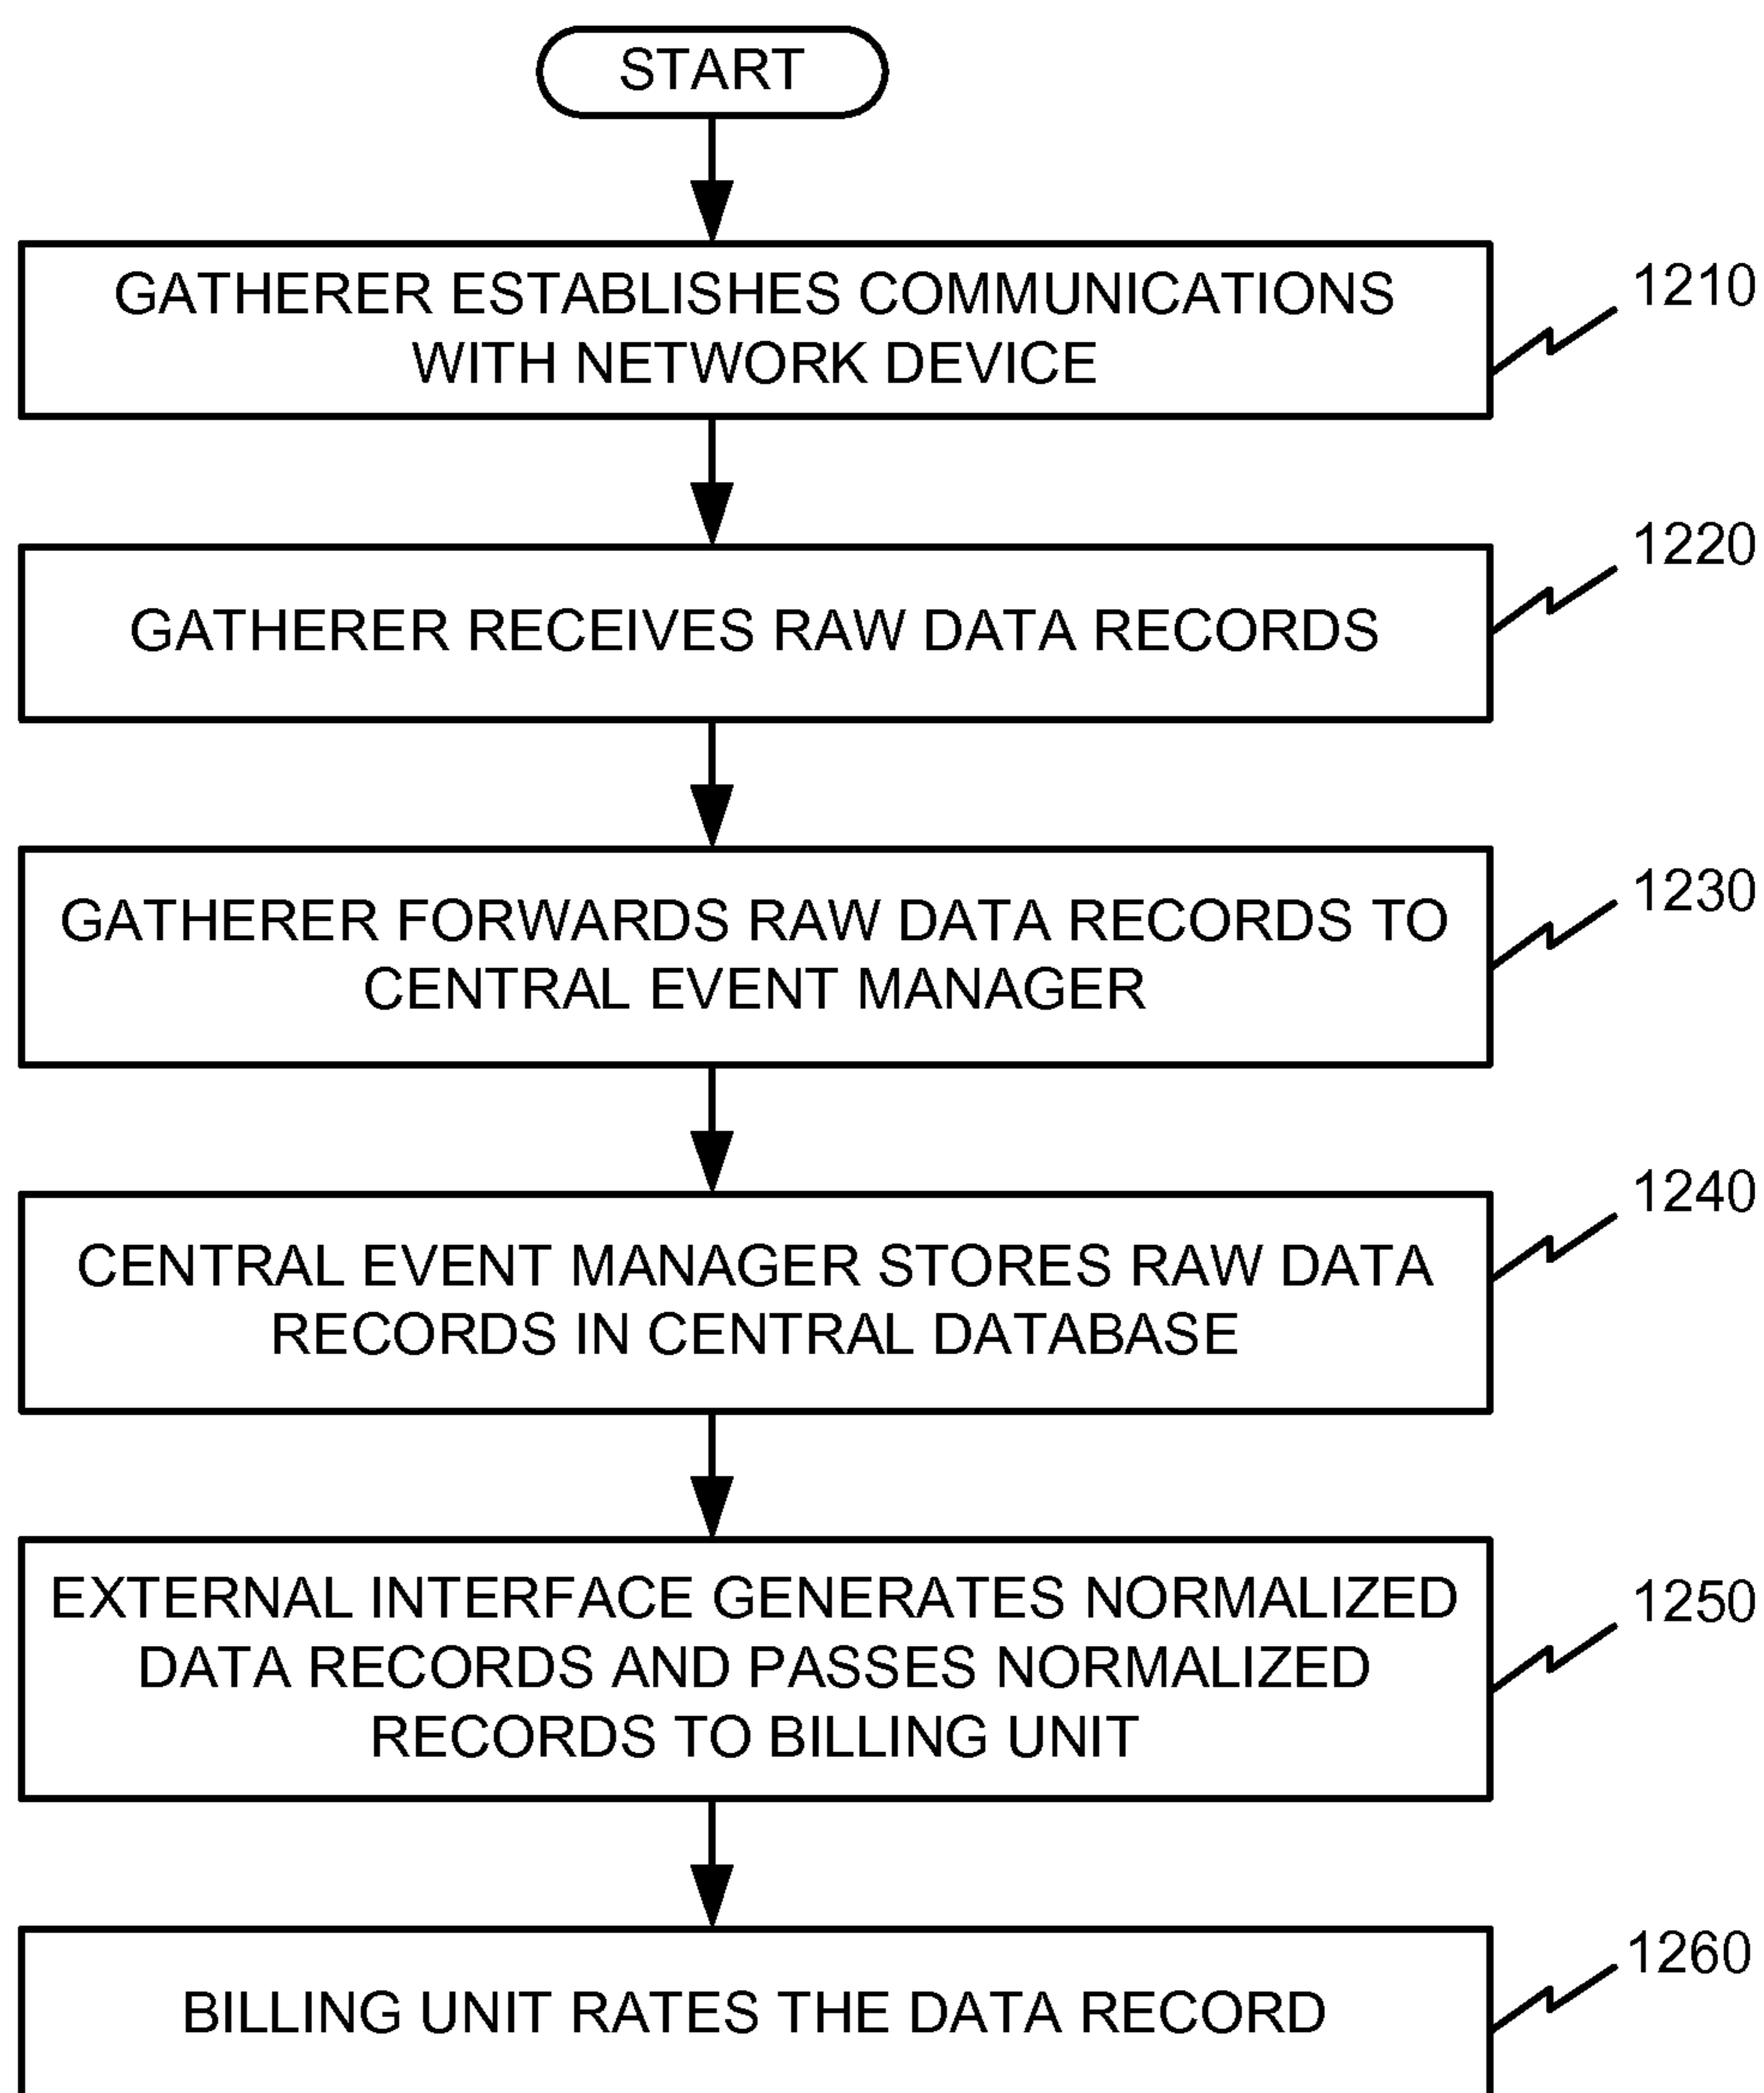 START
GATHERER ESTABLISHES COMMUNICATIONS
WITH NETWORK DEVICE
1210
GATHERER RECEIVES RAW DATA RECORDS
1220
GATHERER FORWARDS RAW DATA RECORDS TO
CENTRAL EVENT MANAGER
1230
CENTRAL EVENT MANAGER STORES RAW DATA
RECORDS IN CENTRAL DATABASE
1240
EXTERNAL INTERFACE GENERATES NORMALIZED
DATA RECORDS AND PASSES NORMALIZED
RECORDS TO BILLING UNIT
1250
BILLING UNIT RATES THE DATA RECORD
1260